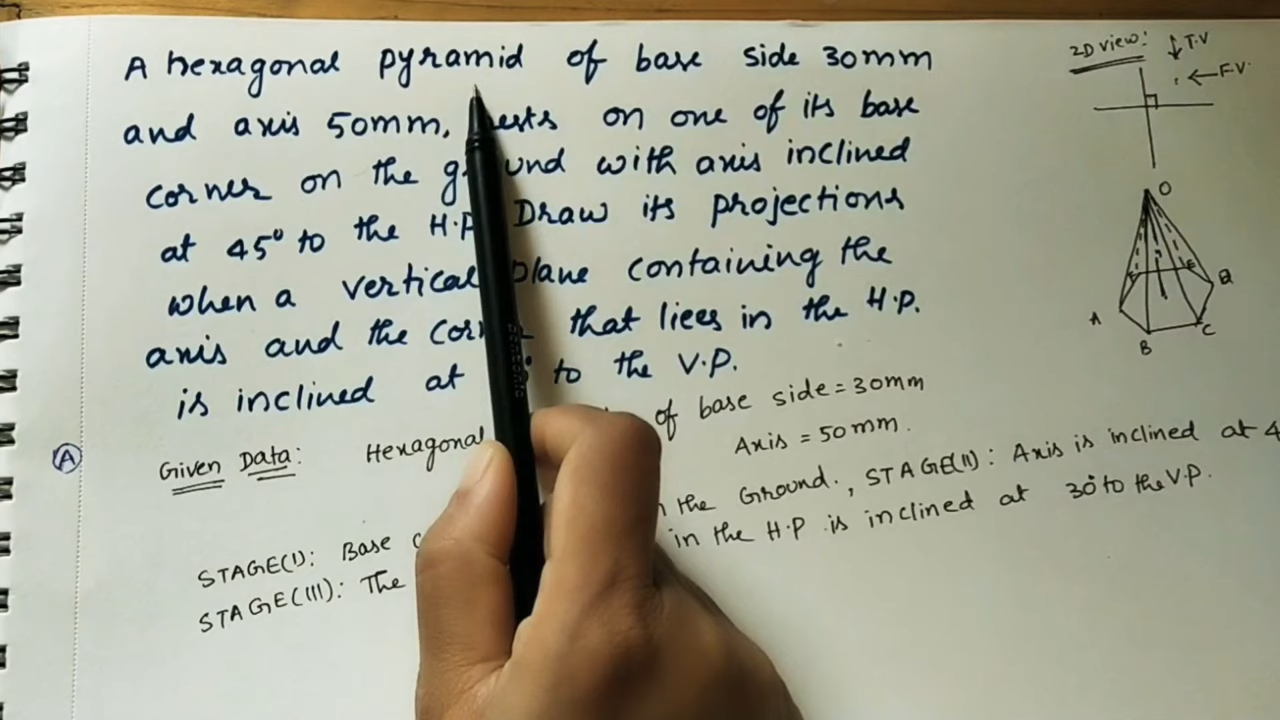 A hexagonal pyramid of base side 30mm
and axis 50mm, rests on one of its base
corner on the ground with axis inclined
at 45° to the H.P. Draw its projections
when a vertical plane containing the
axis and the corner that liees in the H.P.
is inclined at to the V.P.
Given Data: Hexagonal of base side = 30mm
Axis = 50mm.
STAGE(I): Base the Ground., STAGE(II): Axis is inclined at 4
STAGE(III): The in the H.P is inclined at 30° to the V.P.
A
2D view:
T.V
F.V.
O
A
B
C